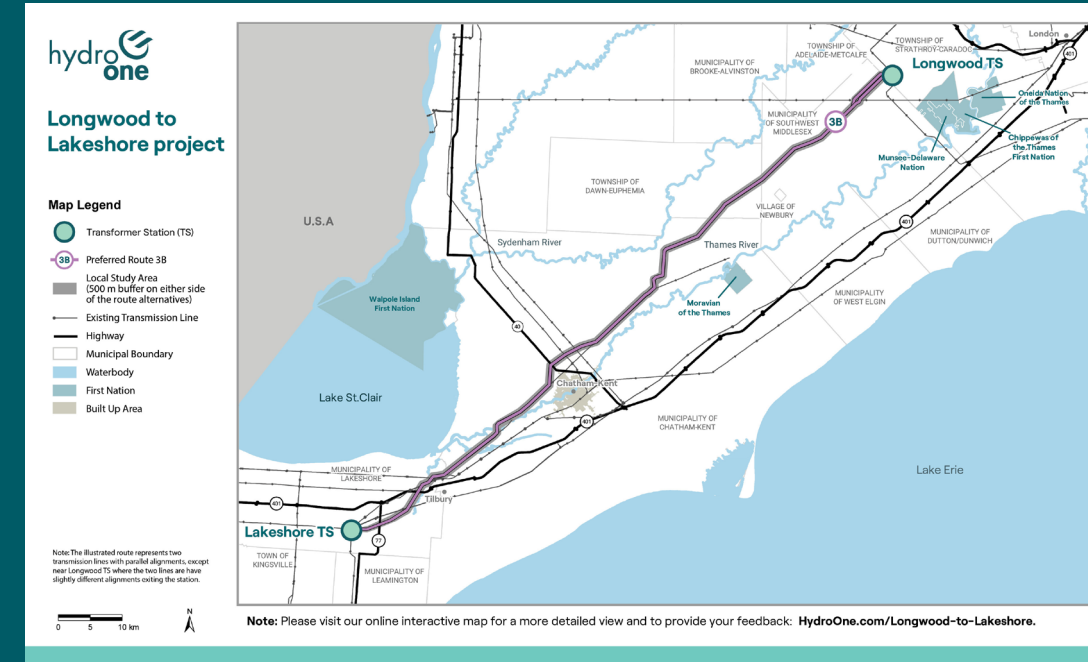 hydro
one
Longwood to
Lakeshore project
Map Legend
Transformer Station (TS)
3B Preferred Route 3B
Local Study Area
(500 m buffer on either side
of the route alternatives)
Existing Transmission Line
Highway
Municipal Boundary
Waterbody
First Nation
Built Up Area
Note: The illustrated route represents two
transmission lines with parallel alignments, except
near Longwood TS where the two lines are have
slightly different alignments exiting the station.
0 5 10 km
N
London
401
TOWNSHIP OF
ADELAIDE-METCALFE
TOWNSHIP OF
STRATHROY-CARADOC
MUNICIPALITY OF
BROOKE-ALVINSTON
Longwood TS
Oneida Nation
of the Thames
3B
MUNICIPALITY
OF SOUTHWEST
MIDDLESEX
Chippewas of
the Thames
First Nation
Munsee-Delaware
Nation
TOWNSHIP OF
DAWN-EUPHEMIA
VILLAGE OF
NEWBURY
U.S.A
401
MUNICIPALITY OF
DUTTON/DUNWICH
Sydenham River
Thames River
Walpole Island
First Nation
Moravian
of the Thames
MUNICIPALITY
OF WEST ELGIN
40
Chatham-Kent
Lake St.Clair
401
MUNICIPALITY OF
CHATHAM-KENT
MUNICIPALITY OF
LAKESHORE
Lake Erie
Tilbury
401
Lakeshore TS
77
TOWN OF
KINGSVILLE
MUNICIPALITY OF
LEAMINGTON
Note: Please visit our online interactive map for a more detailed view and to provide your feedback: HydroOne.com/Longwood-to-Lakeshore.